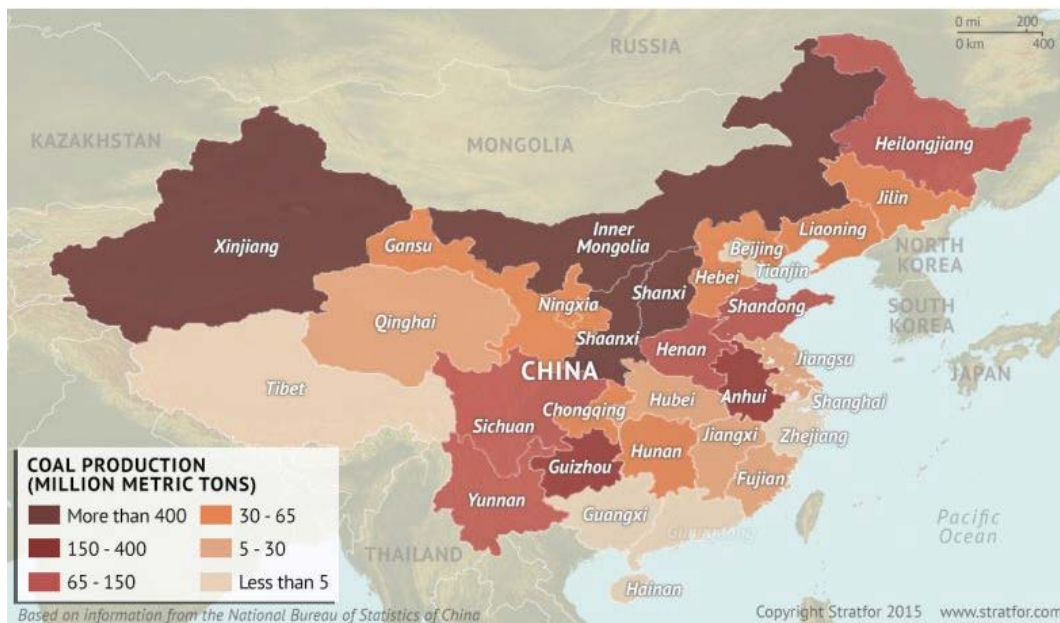 0 mi 200
0 km 400
RUSSIA
KAZAKHSTAN
MONGOLIA
Heilongjiang
Jilin
Inner
Mongolia
Xinjiang
Gansu
Liaoning
Beijing
Tianjin
NORTH
KOREA
Hebei
Ningxia
Shanxi
Shandong
SOUTH
KOREA
Qinghai
Shaanxi
Henan
Jiangsu
CHINA
JAPAN
Tibet
Anhui
Shanghai
Chongqing
Hubei
Sichuan
Jiangxi
Zhejiang
Hunan
Guizhou
Fujian
Yunnan
Guangxi
Guangdong
Pacific
Ocean
THAILAND
Hainan
COAL PRODUCTION
(MILLION METRIC TONS)
More than 400
30 - 65
150 - 400
5 - 30
65 - 150
Less than 5
Based on information from the National Bureau of Statistics of China
Copyright Stratfor 2015 www.stratfor.com